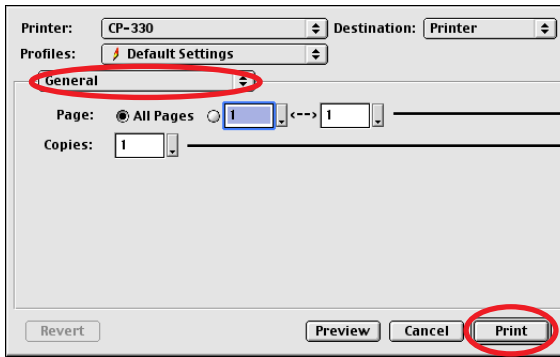 Printer: CP-330 Destination: Printer
Profiles: Default Settings
General
Page: All Pages 1 <--> 1
Copies: 1
Revert Preview Cancel Print